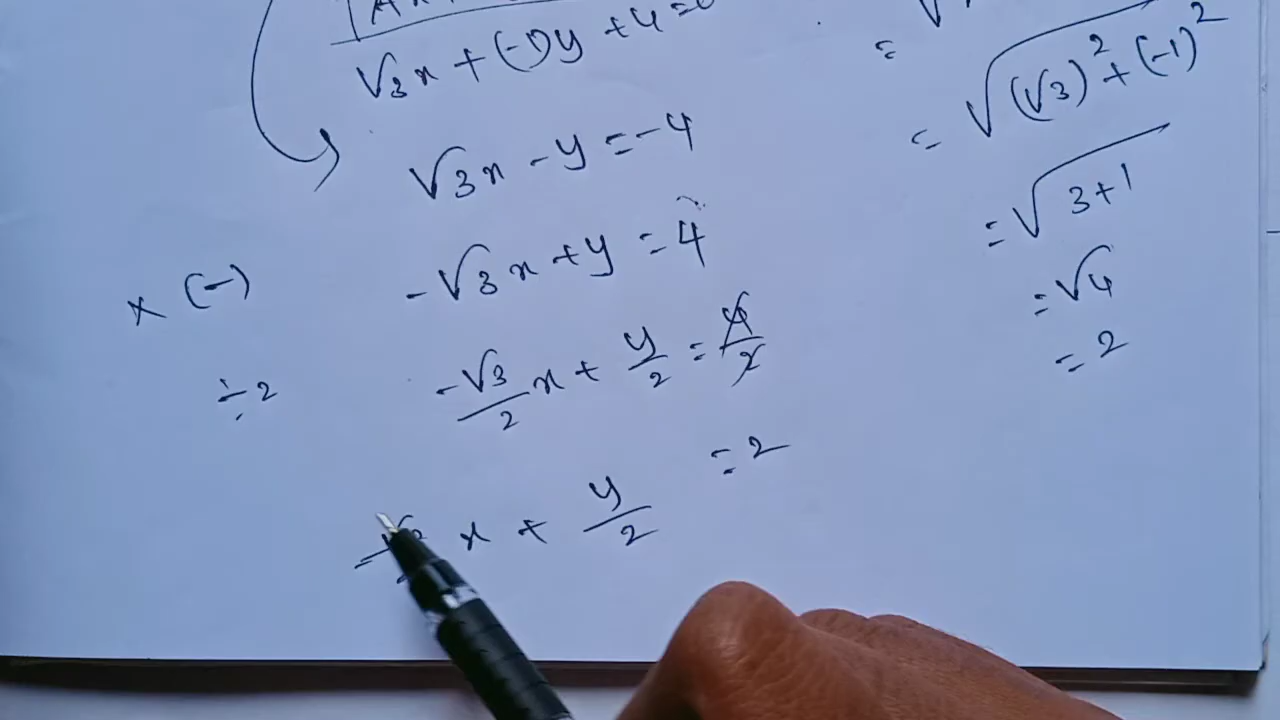 √3x + (-1)y + 4 = 0
√3x - y = -4
× (-) -√3x + y = 4
÷ 2 -√3/2 x + y/2 = 4/2
= 2
x + y/2
= √((√3)² + (-1)²)
= √(3+1)
= √4
= 2